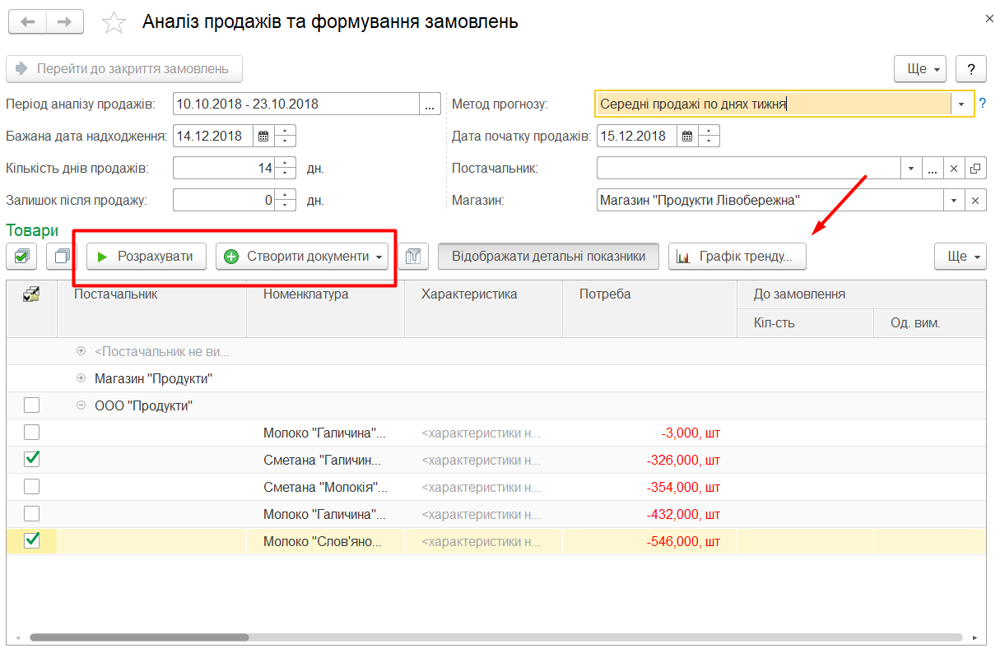 Аналіз продажів та формування замовлень
Перейти до закриття замовлень
Ще
?
Період аналізу продажів: 10.10.2018 - 23.10.2018 ...
Метод прогнозу: Середні продажі по днях тижня ?
Бажана дата надходження: 14.12.2018
Дата початку продажів: 15.12.2018
Кількість днів продажів: 14 дн.
Постачальник: ...
Залишок після продажу: 0 дн.
Магазин: Магазин "Продукти Лівобережна"
Товари
Розрахувати
Створити документи
Відображати детальні показники
Графік тренду...
Ще
Постачальник Номенклатура Характеристика Потреба До замовлення
Кіл-сть Од. вим.
<Постачальник не ви...
Магазин "Продукти"
ООО "Продукти"
Молоко "Галичина"... <характеристики н... -3,000, шт
Сметана "Галичин... <характеристики н... -326,000, шт
Сметана "Молокія"... <характеристики н... -354,000, шт
Молоко "Галичина"... <характеристики н... -432,000, шт
Молоко "Слов'яно... <характеристики н... -546,000, шт